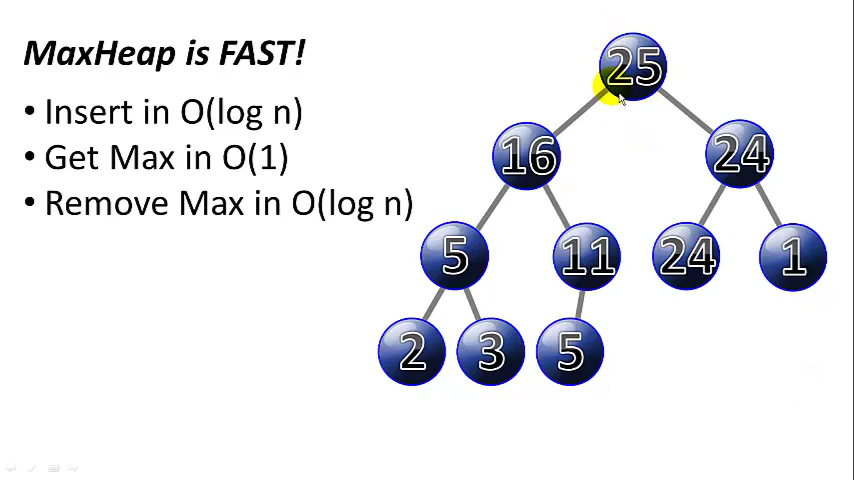 MaxHeap is FAST!
• Insert in O(log n)
• Get Max in O(1)
• Remove Max in O(log n)
25
16 24
5 11 24 1
2 3 5